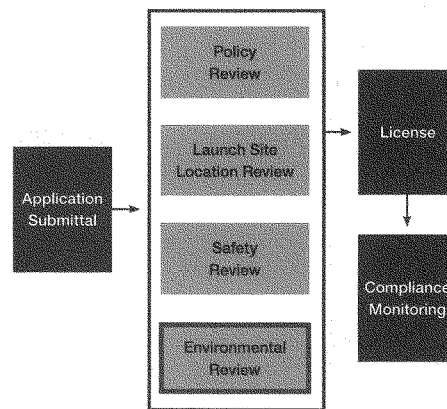 Policy
Review
Launch Site
Location Review
License
Application
Submittal
Safety
Review
Compliance
Monitoring
Environmental
Review